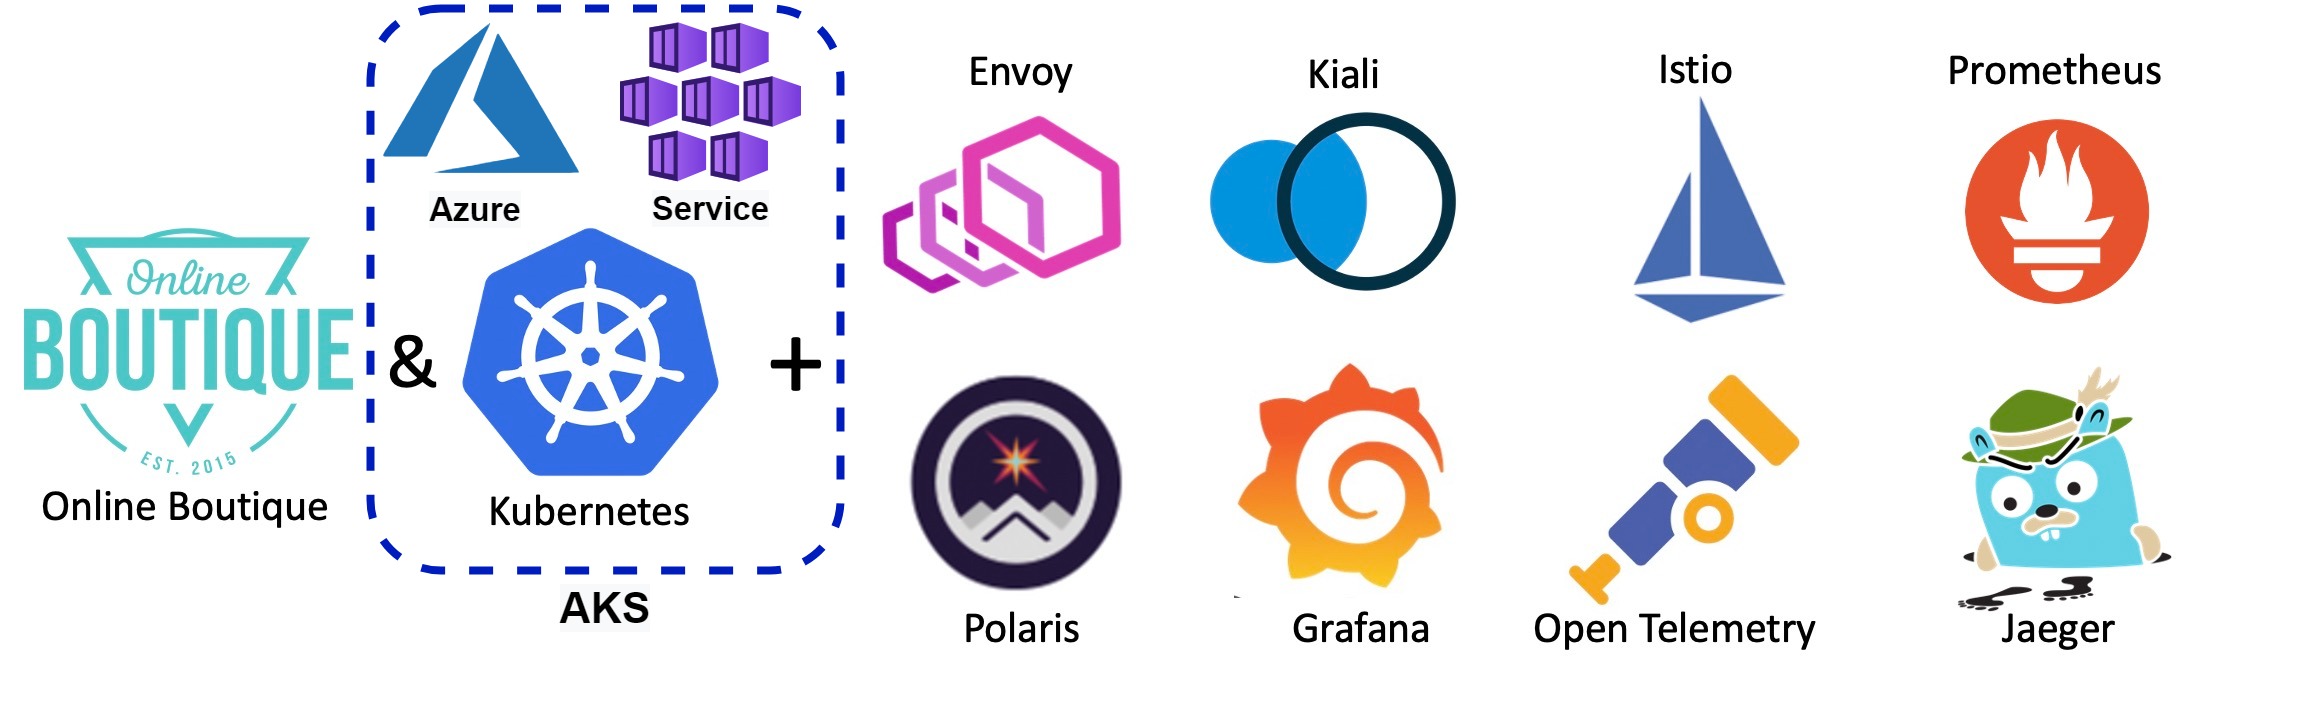 Online
BOUTIQUE
EST. 2015
Online Boutique
&
Azure
Service
Kubernetes
+
AKS
Envoy
Kiali
Istio
Prometheus
Polaris
Grafana
Open Telemetry
Jaeger